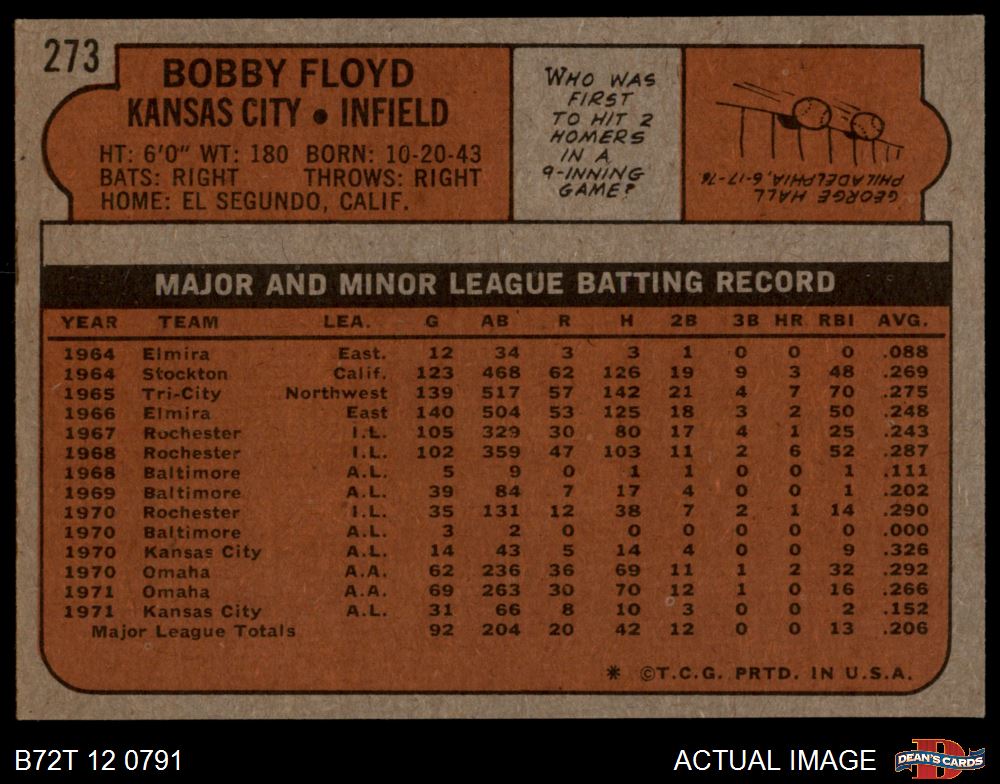 273
BOBBY FLOYD
KANSAS CITY • INFIELD
HT: 6'0" WT: 180 BORN: 10-20-43
BATS: RIGHT THROWS: RIGHT
HOME: EL SEGUNDO, CALIF.
WHO WAS
FIRST
TO HIT 2
HOMERS
IN A
9-INNING
GAME?
GEORGE HALL
PHILADELPHIA 6-17-76
MAJOR AND MINOR LEAGUE BATTING RECORD
YEAR TEAM LEA. G AB R H 2B 3B HR RBI AVG.
1964 Elmira East. 12 34 3 3 1 0 0 0 .088
1964 Stockton Calif. 123 468 62 126 19 9 3 48 .269
1965 Tri-City Northwest 139 517 57 142 21 4 7 70 .275
1966 Elmira East 140 504 53 125 18 3 2 50 .248
1967 Rochester I.L. 105 329 30 80 17 4 1 25 .243
1968 Rochester I.L. 102 359 47 103 11 2 6 52 .287
1968 Baltimore A.L. 5 9 0 1 1 0 0 1 .111
1969 Baltimore A.L. 39 84 7 17 4 0 0 1 .202
1970 Rochester I.L. 35 131 12 38 7 2 1 14 .290
1970 Baltimore A.L. 3 2 0 0 0 0 0 0 .000
1970 Kansas City A.L. 14 43 5 14 4 0 0 9 .326
1970 Omaha A.A. 62 236 36 69 11 1 2 32 .292
1971 Omaha A.A. 69 263 30 70 12 1 0 16 .266
1971 Kansas City A.L. 31 66 8 10 3 0 0 2 .152
Major League Totals 92 204 20 42 12 0 0 13 .206
* ©T.C.G. PRTD. IN U.S.A.
B72T 12 0791
ACTUAL IMAGE
D
DEAN'S CARDS